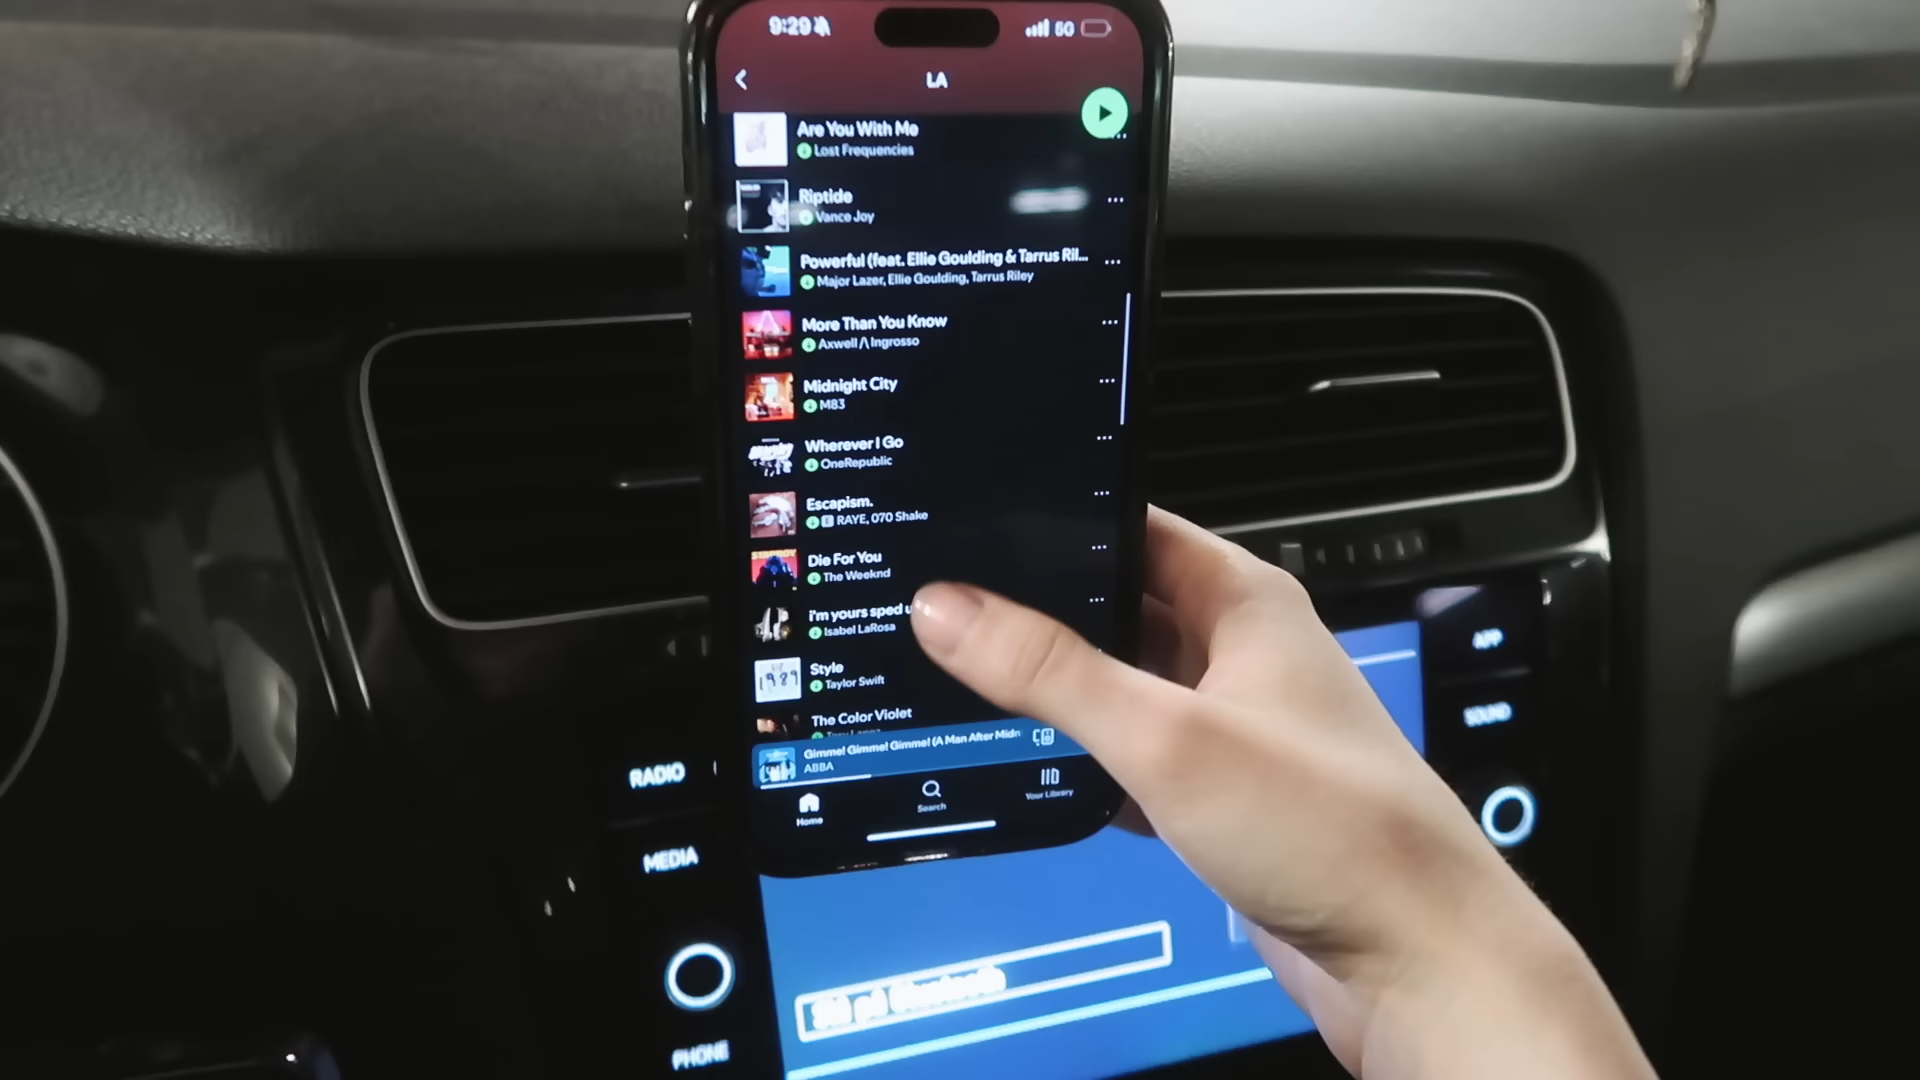 9:29
5G
LA
Are You With Me
Lost Frequencies
Riptide
Vance Joy
Powerful (feat. Ellie Goulding & Tarrus Ril...
Major Lazer, Ellie Goulding, Tarrus Riley
More Than You Know
Axwell /\ Ingrosso
Midnight City
M83
Wherever I Go
OneRepublic
Escapism.
E RAYE, 070 Shake
Die For You
The Weeknd
i'm yours sped
Isabel LaRosa
Style
Taylor Swift
The Color Violet
Gimme! Gimme! Gimme! (A Man After Midn
ABBA
Home
Search
Your Library
RADIO
MEDIA
PHONE
APP
SOUND
1989